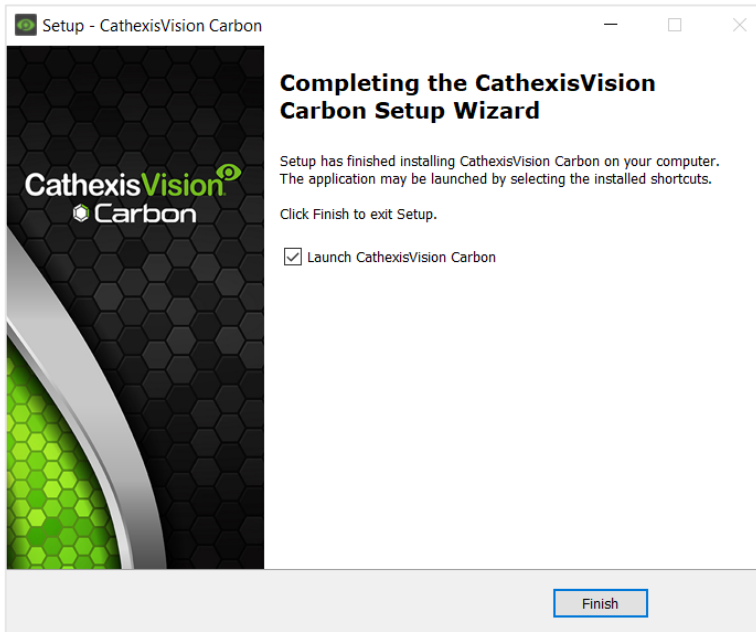 Setup - CathexisVision Carbon
CathexisVision
Carbon
Completing the CathexisVision
Carbon Setup Wizard
Setup has finished installing CathexisVision Carbon on your computer.
The application may be launched by selecting the installed shortcuts.
Click Finish to exit Setup.
Launch CathexisVision Carbon
Finish